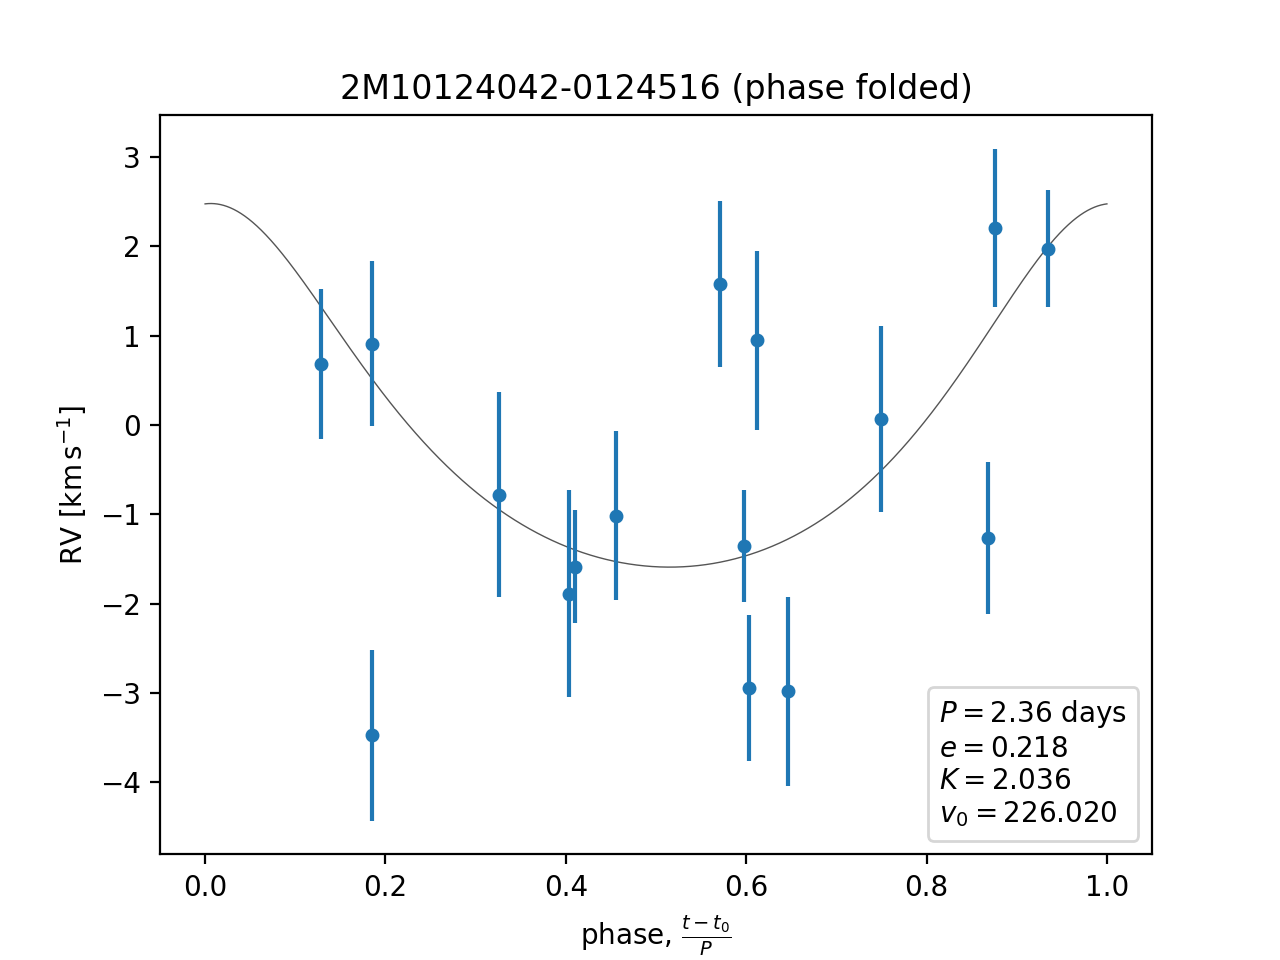 2M10124042-0124516 (phase folded)
3
2
1
0
−1
−2
−3
−4
RV [km s⁻¹]
P = 2.36 days
e = 0.218
K = 2.036
v₀ = 226.020
0.0 0.2 0.4 0.6 0.8 1.0
phase, (t − t₀)/P